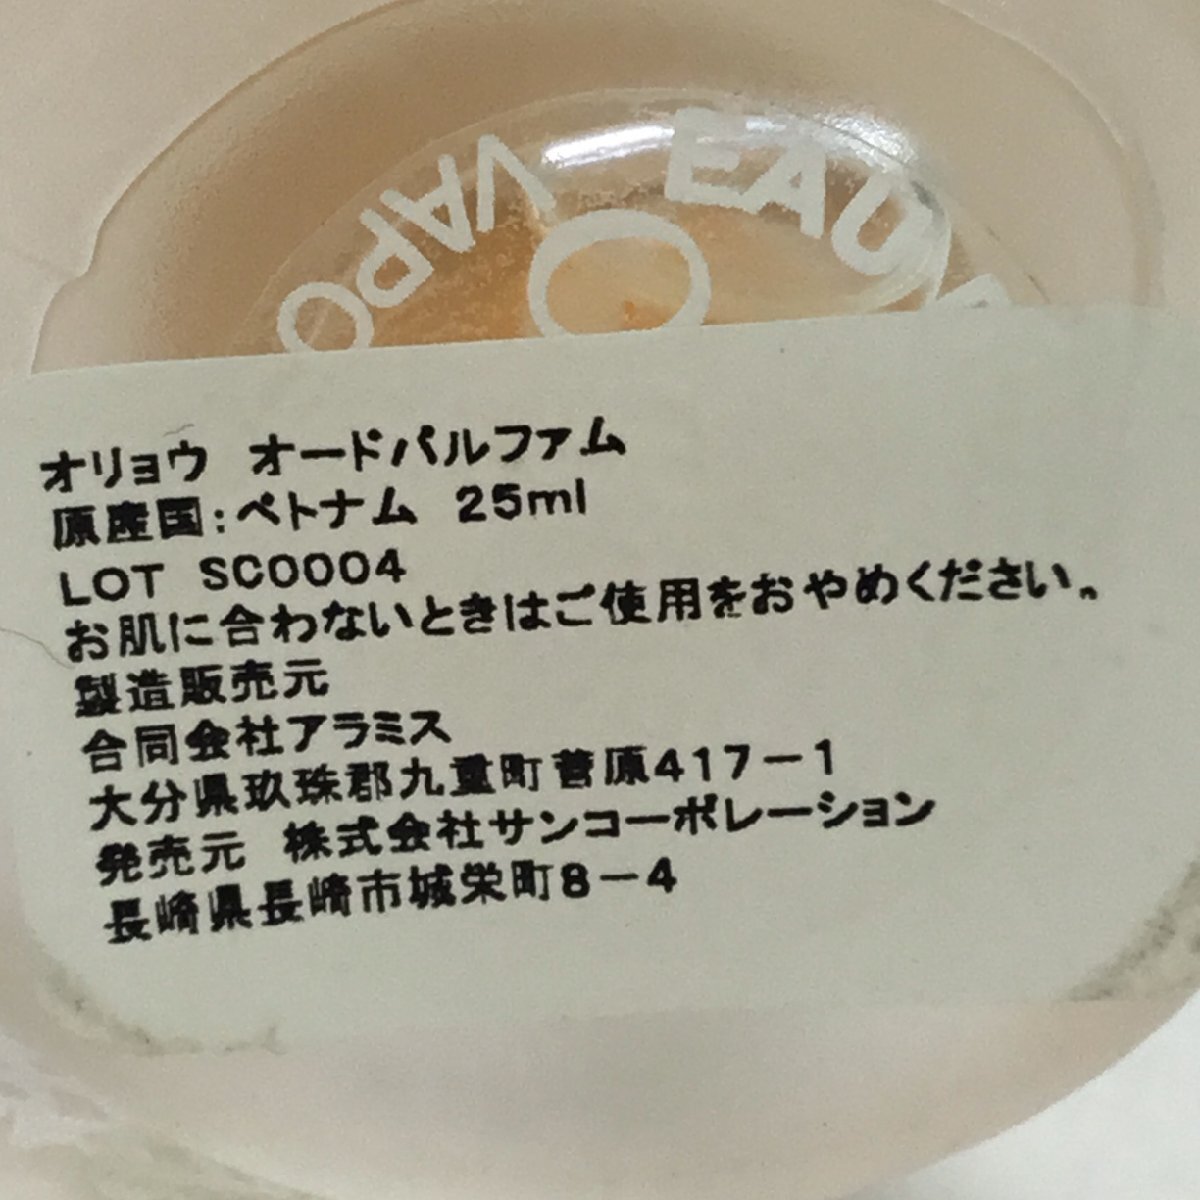 VAPO
EAU
オリョウ オードパルファム
原産国:ベトナム 25ml
LOT SC0004
お肌に合わないときはご使用をおやめください。
製造販売元
合同会社アラミス
大分県玖珠郡九重町菅原417-1
発売元 株式会社サンコーポレーション
長崎県長崎市城栄町8-4